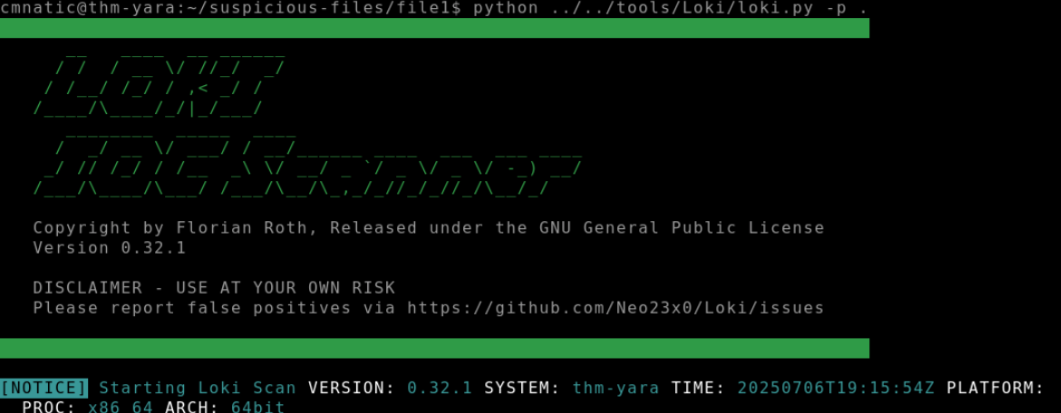 cmnatic@thm-yara:~/suspicious-files/file1$ python ../../tools/Loki/loki.py -p .
LOKI
IOC Scanner
Copyright by Florian Roth, Released under the GNU General Public License
Version 0.32.1
DISCLAIMER - USE AT YOUR OWN RISK
Please report false positives via https://github.com/Neo23x0/Loki/issues
[NOTICE] Starting Loki Scan VERSION: 0.32.1 SYSTEM: thm-yara TIME: 20250706T19:15:54Z PLATFORM:
PROC: x86_64 ARCH: 64bit